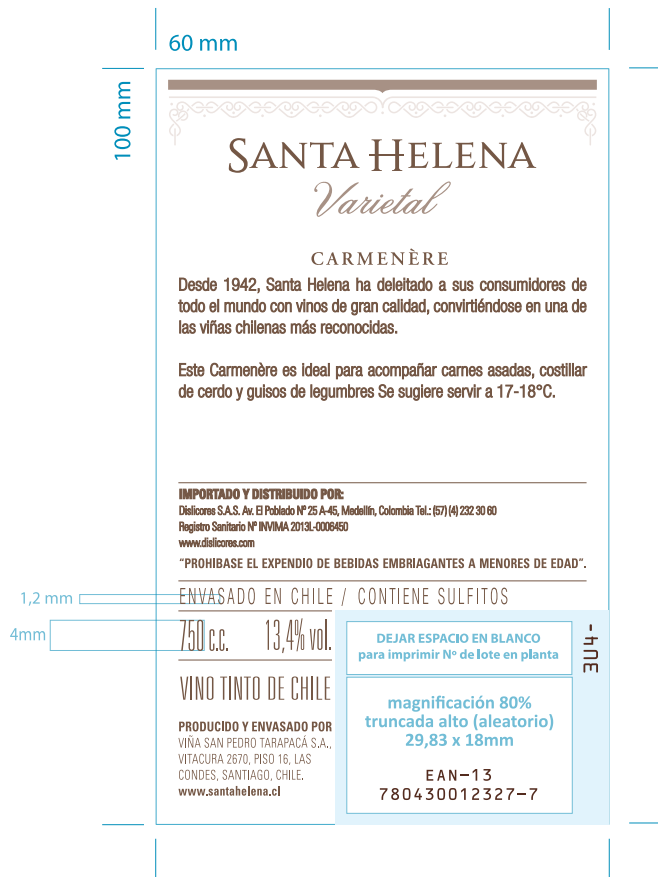 60 mm
100 mm
SANTA HELENA
Varietal
CARMENÈRE
Desde 1942, Santa Helena ha deleitado a sus consumidores de
todo el mundo con vinos de gran calidad, convirtiéndose en una de
las viñas chilenas más reconocidas.
Este Carmenère es ideal para acompañar carnes asadas, costillar
de cerdo y guisos de legumbres Se sugiere servir a 17-18°C.
IMPORTADO Y DISTRIBUIDO POR:
Dislicores S.A.S. Av. El Poblado Nº 25 A-45, Medellín, Colombia Tel.: (57) (4) 232 30 60
Registro Sanitario Nº INVIMA 2013L-0006450
www.dislicores.com
“PROHIBASE EL EXPENDIO DE BEBIDAS EMBRIAGANTES A MENORES DE EDAD”.
1,2 mm
ENVASADO EN CHILE / CONTIENE SULFITOS
4mm
750 c.c. 13,4% vol.
VINO TINTO DE CHILE
PRODUCIDO Y ENVASADO POR
VIÑA SAN PEDRO TARAPACÁ S.A.,
VITACURA 2670, PISO 16, LAS
CONDES, SANTIAGO, CHILE.
www.santahelena.cl
DEJAR ESPACIO EN BLANCO
para imprimir Nº de lote en planta
magnificación 80%
truncada alto (aleatorio)
29,83 x 18mm
EAN-13
780430012327-7